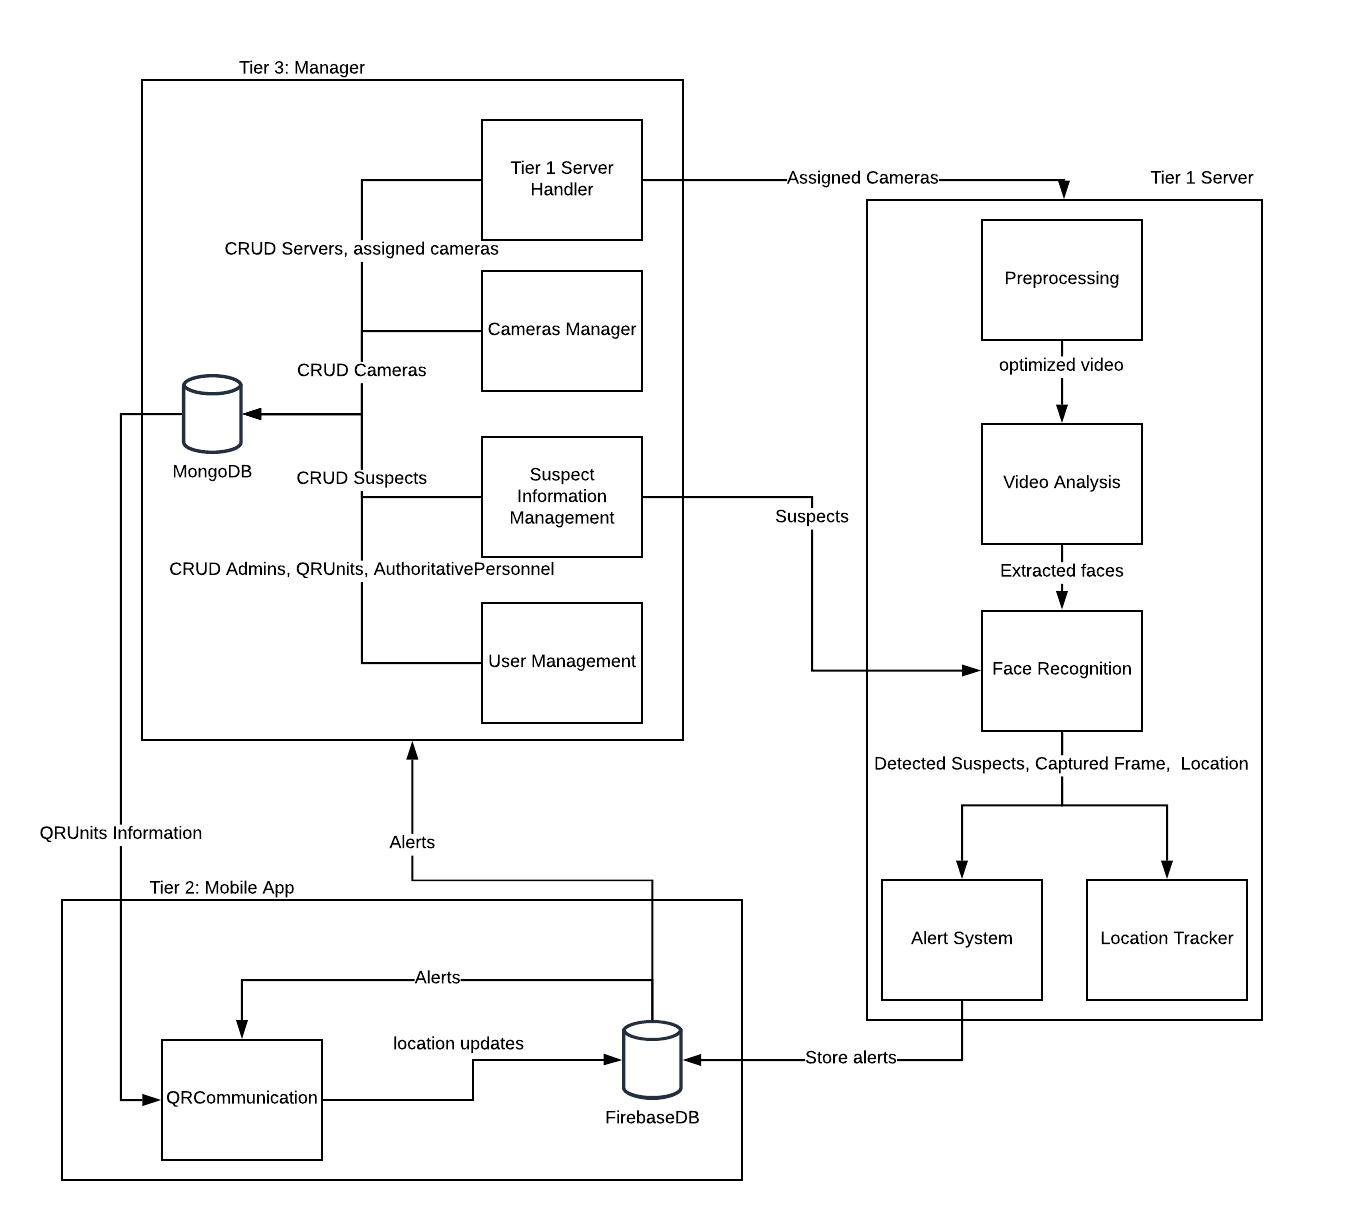 Tier 3: Manager
Tier 1 Server
Handler
Assigned Cameras
Tier 1 Server
CRUD Servers, assigned cameras
Preprocessing
Cameras Manager
optimized video
CRUD Cameras
MongoDB
CRUD Suspects
Suspect
Information
Management
Video Analysis
Suspects
CRUD Admins, QRUnits, AuthoritativePersonnel
Extracted faces
User Management
Face Recognition
Detected Suspects, Captured Frame,  Location
QRUnits Information
Alerts
Tier 2: Mobile App
Alert System
Location Tracker
Alerts
location updates
Store alerts
QRCommunication
FirebaseDB